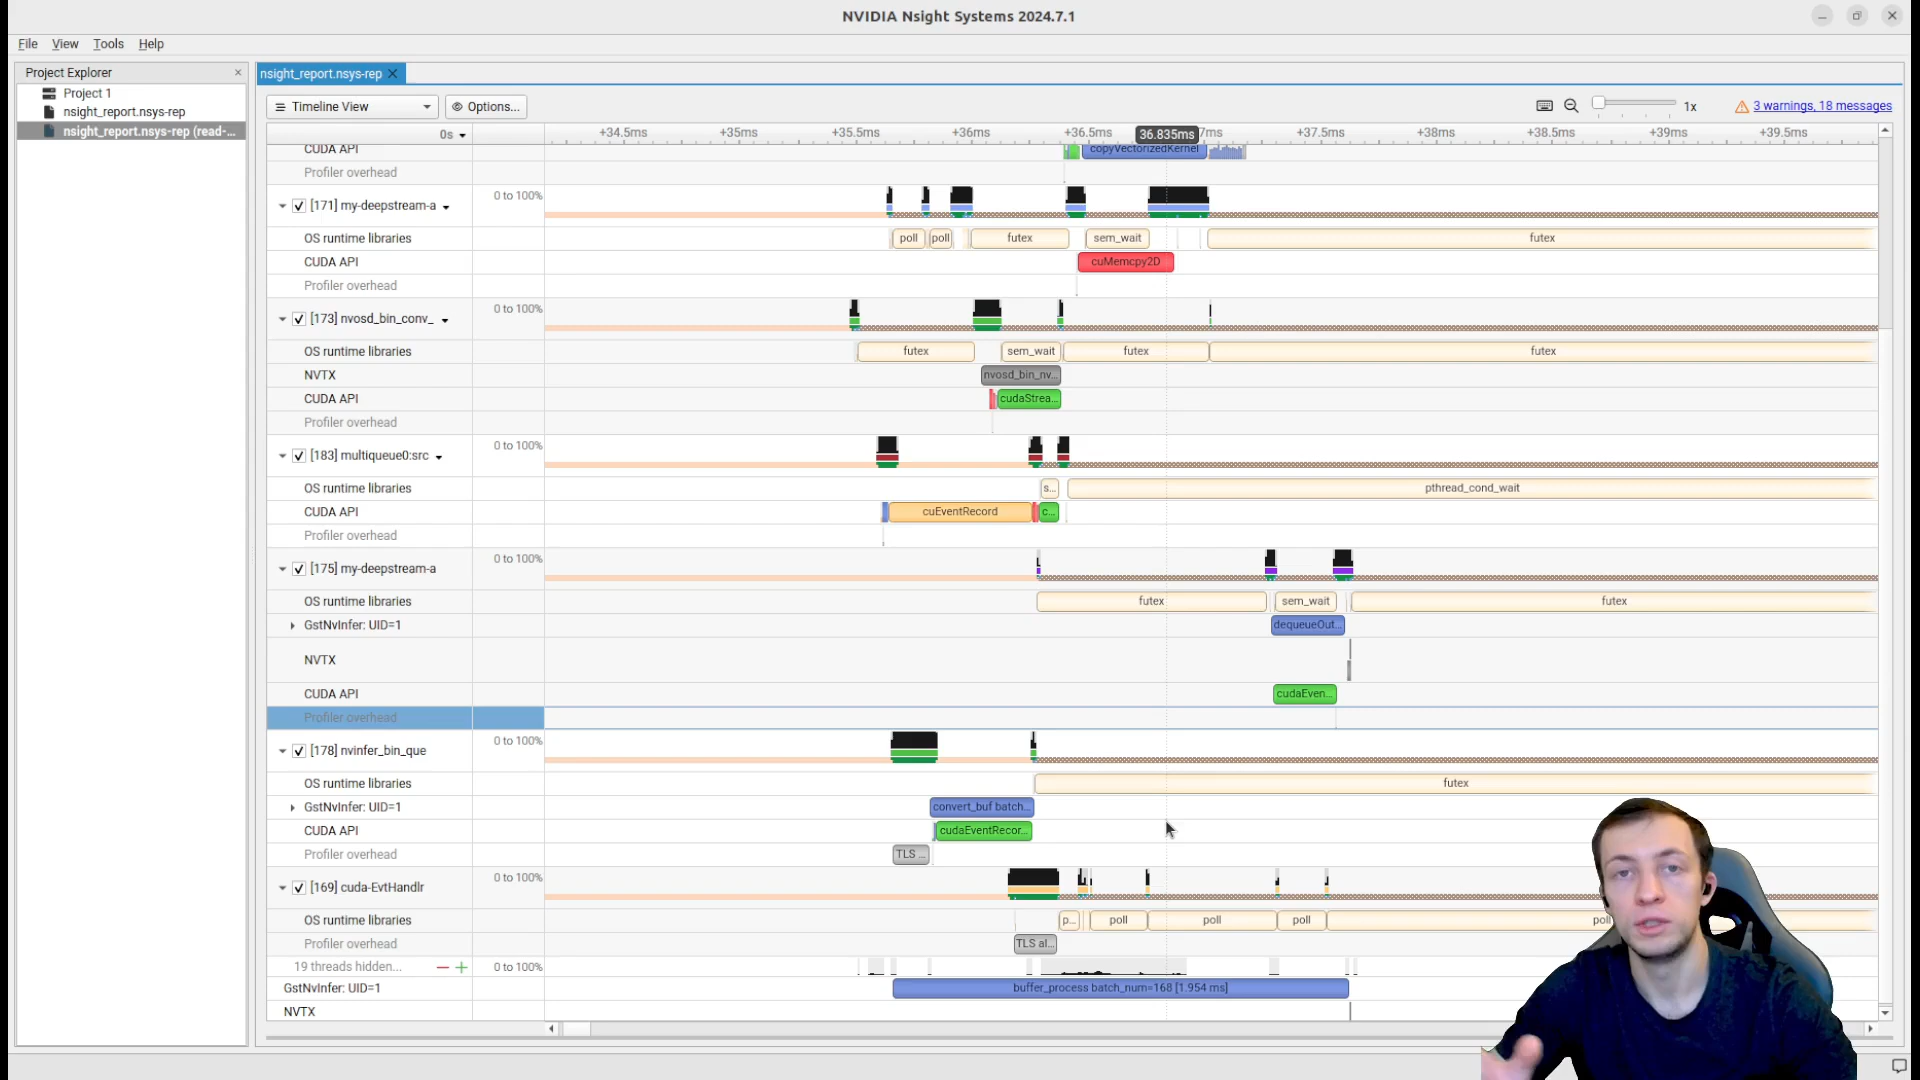 NVIDIA Nsight Systems 2024.7.1
File View Tools Help
Project Explorer
nsight_report.nsys-rep
Project 1
nsight_report.nsys-rep
nsight_report.nsys-rep (read-...
Timeline View
Options...
1x
3 warnings, 18 messages
0s
+34.5ms +35ms +35.5ms +36ms +36.5ms 36.835ms 7ms +37.5ms +38ms +38.5ms +39ms +39.5ms
CUDA API
copyVectorizedKernel
Profiler overhead
[171] my-deepstream-a
0 to 100%
OS runtime libraries
poll poll futex sem_wait futex
CUDA API
cuMemcpy2D
Profiler overhead
[173] nvosd_bin_conv_
0 to 100%
OS runtime libraries
futex sem_wait futex futex
NVTX
nvosd_bin_nv...
CUDA API
cudaStrea...
Profiler overhead
[183] multiqueue0:src
0 to 100%
OS runtime libraries
s... pthread_cond_wait
CUDA API
cuEventRecord c...
Profiler overhead
[175] my-deepstream-a
0 to 100%
OS runtime libraries
futex sem_wait futex
GstNvInfer: UID=1
dequeueOut...
NVTX
CUDA API
cudaEven...
Profiler overhead
[178] nvinfer_bin_que
0 to 100%
OS runtime libraries
futex
GstNvInfer: UID=1
convert_buf batch...
CUDA API
cudaEventRecor...
Profiler overhead
TLS ...
[169] cuda-EvtHandlr
0 to 100%
OS runtime libraries
p... poll poll poll poll
Profiler overhead
TLS al...
19 threads hidden...
0 to 100%
GstNvInfer: UID=1
buffer_process batch_num=168 [1.954 ms]
NVTX